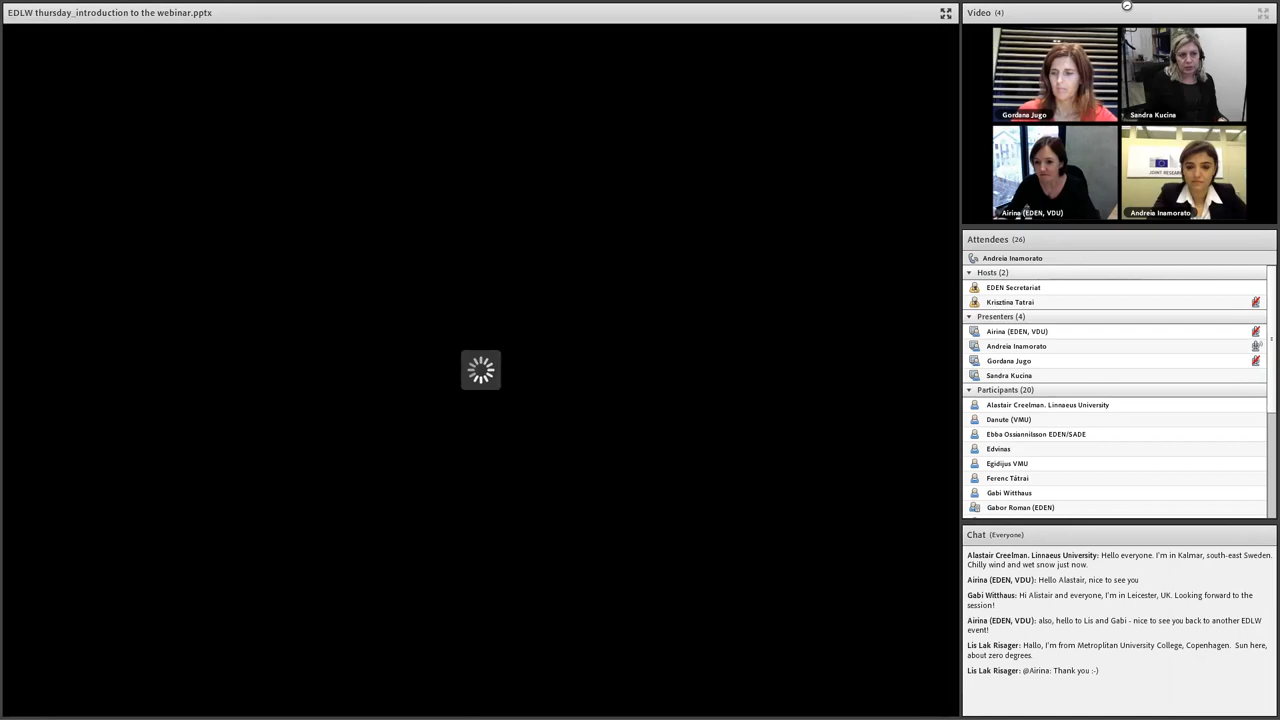 EDLW thursday_introduction to the webinar.pptx
Video (4)
Gordana Jugo
Sandra Kucina
JOINT RESEAR
Airina (EDEN, VDU)
Andreia Inamorato
Attendees (26)
Andreia Inamorato
Hosts (2)
EDEN Secretariat
Krisztina Tatrai
Presenters (4)
Airina (EDEN, VDU)
Andreia Inamorato
Gordana Jugo
Sandra Kucina
Participants (20)
Alastair Creelman. Linnaeus University
Danute (VMU)
Ebba Ossiannilsson EDEN/SADE
Edvinas
Egidijus VMU
Ferenc Tátrai
Gabi Witthaus
Gabor Roman (EDEN)
Chat (Everyone)
Alastair Creelman. Linnaeus University: Hello everyone. I'm in Kalmar, south-east Sweden.
Chilly wind and wet snow just now.
Airina (EDEN, VDU): Hello Alastair, nice to see you
Gabi Witthaus: Hi Alistair and everyone, I'm in Leicester, UK. Looking forward to the
session!
Airina (EDEN, VDU): also, hello to Lis and Gabi - nice to see you back to another EDLW
event!
Lis Lak Risager: Hallo, I'm from Metroplitan University College, Copenhagen. Sun here,
about zero degrees.
Lis Lak Risager: @Airina: Thank you :-)